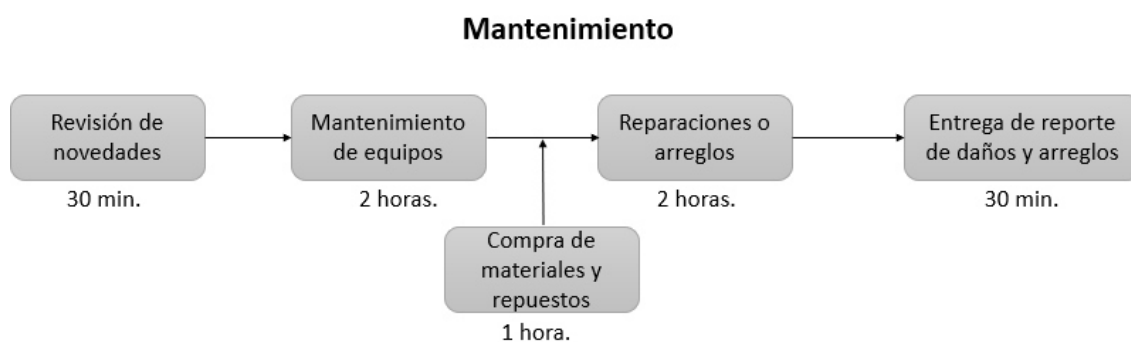 Mantenimiento
Revisión de
novedades
30 min.
Mantenimiento
de equipos
2 horas.
Compra de
materiales y
repuestos
1 hora.
Reparaciones o
arreglos
2 horas.
Entrega de reporte
de daños y arreglos
30 min.